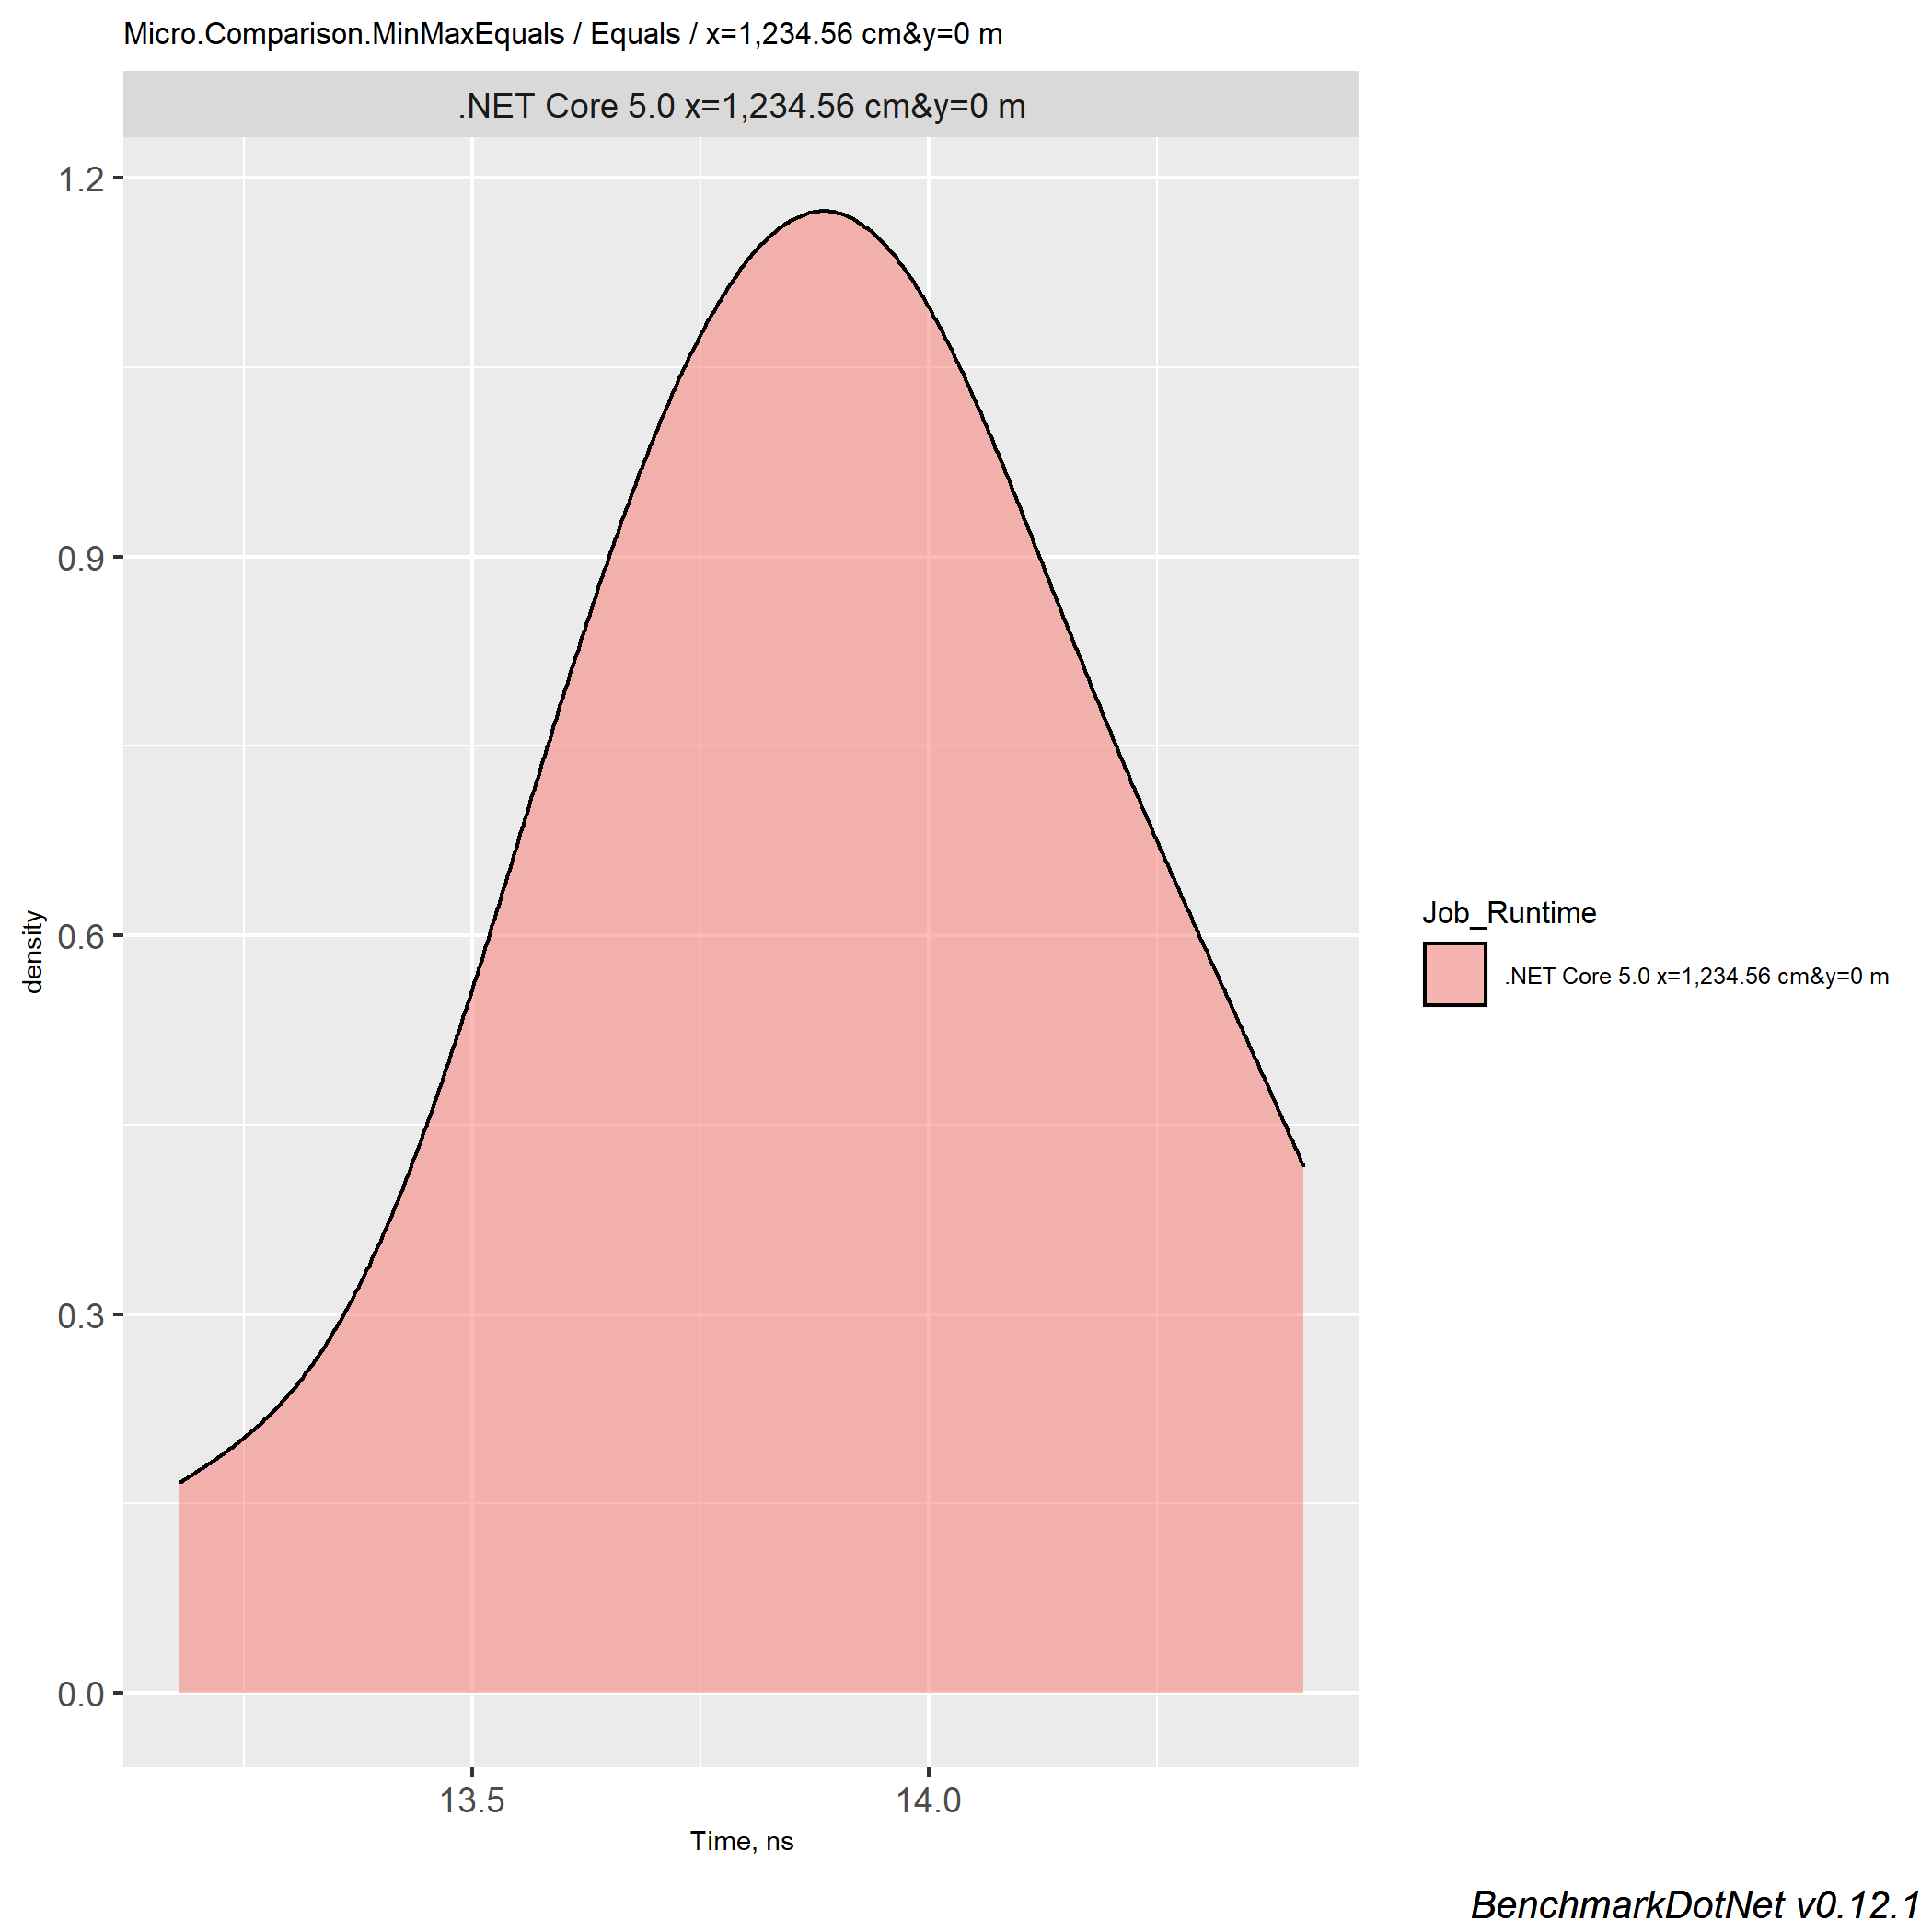 Micro.Comparison.MinMaxEquals / Equals / x=1,234.56 cm&y=0 m
.NET Core 5.0 x=1,234.56 cm&y=0 m
1.2
0.9
0.6
0.3
0.0
density
13.5
14.0
Time, ns
Job_Runtime
.NET Core 5.0 x=1,234.56 cm&y=0 m
BenchmarkDotNet v0.12.1